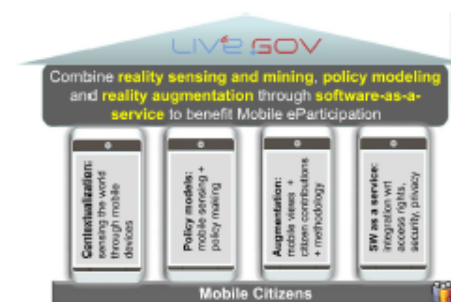 LIVE GOV
Combine reality sensing and mining, policy modeling
and reality augmentation through software-as-a-
service to benefit Mobile eParticipation
Contextualization:
sensing the world
through mobile
devices
Policy models:
mobile sensing +
policy making
Augmentation:
mobile views +
citizen contributions
+ methodology
SW as a service:
integration wrt
access rights,
security, privacy
Mobile Citizens